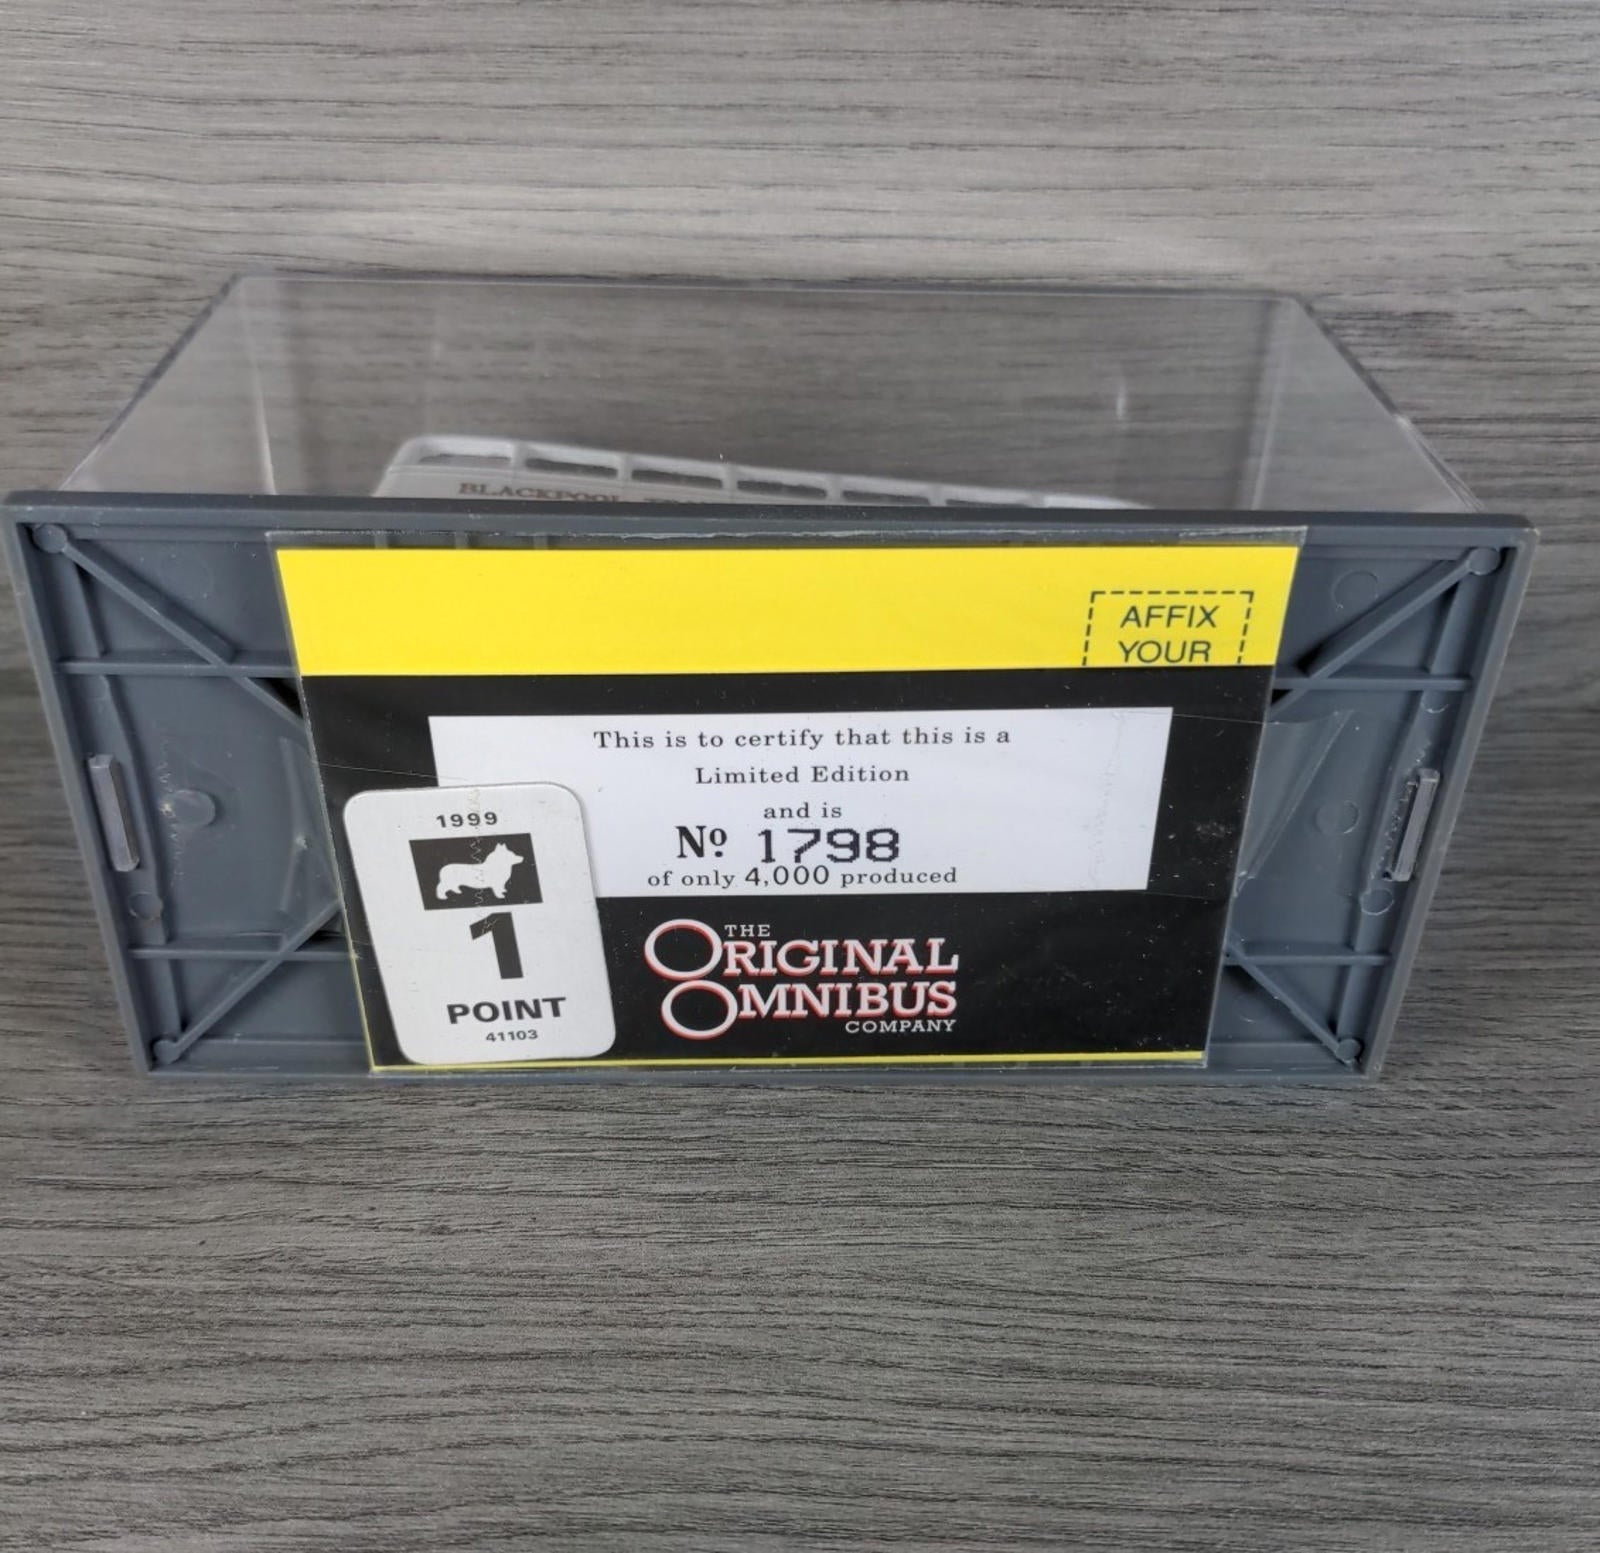 BLACKPOOL
AFFIX
YOUR
This is to certify that this is a
Limited Edition
and is
Nº 1798
of only 4,000 produced
1999
1
POINT
41103
THE
ORIGINAL
OMNIBUS
COMPANY